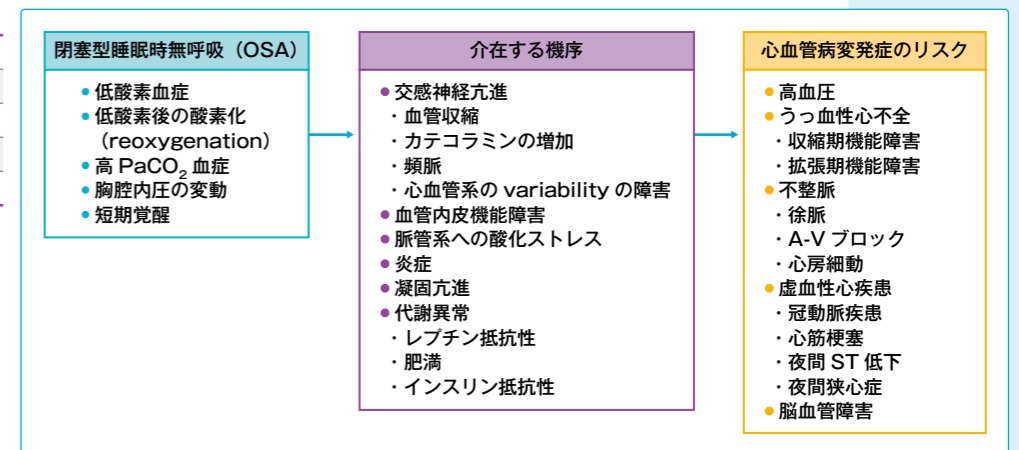 閉塞型睡眠時無呼吸（OSA）
●低酸素血症
●低酸素後の酸素化
（reoxygenation）
●高 PaCO₂ 血症
●胸腔内圧の変動
●短期覚醒
介在する機序
●交感神経亢進
・血管収縮
・カテコラミンの増加
・頻脈
・心血管系の variability の障害
●血管内皮機能障害
●脈管系への酸化ストレス
●炎症
●凝固亢進
●代謝異常
・レプチン抵抗性
・肥満
・インスリン抵抗性
心血管病変発症のリスク
●高血圧
●うっ血性心不全
・収縮期機能障害
・拡張期機能障害
●不整脈
・徐脈
・A-V ブロック
・心房細動
●虚血性心疾患
・冠動脈疾患
・心筋梗塞
・夜間 ST 低下
・夜間狭心症
●脳血管障害